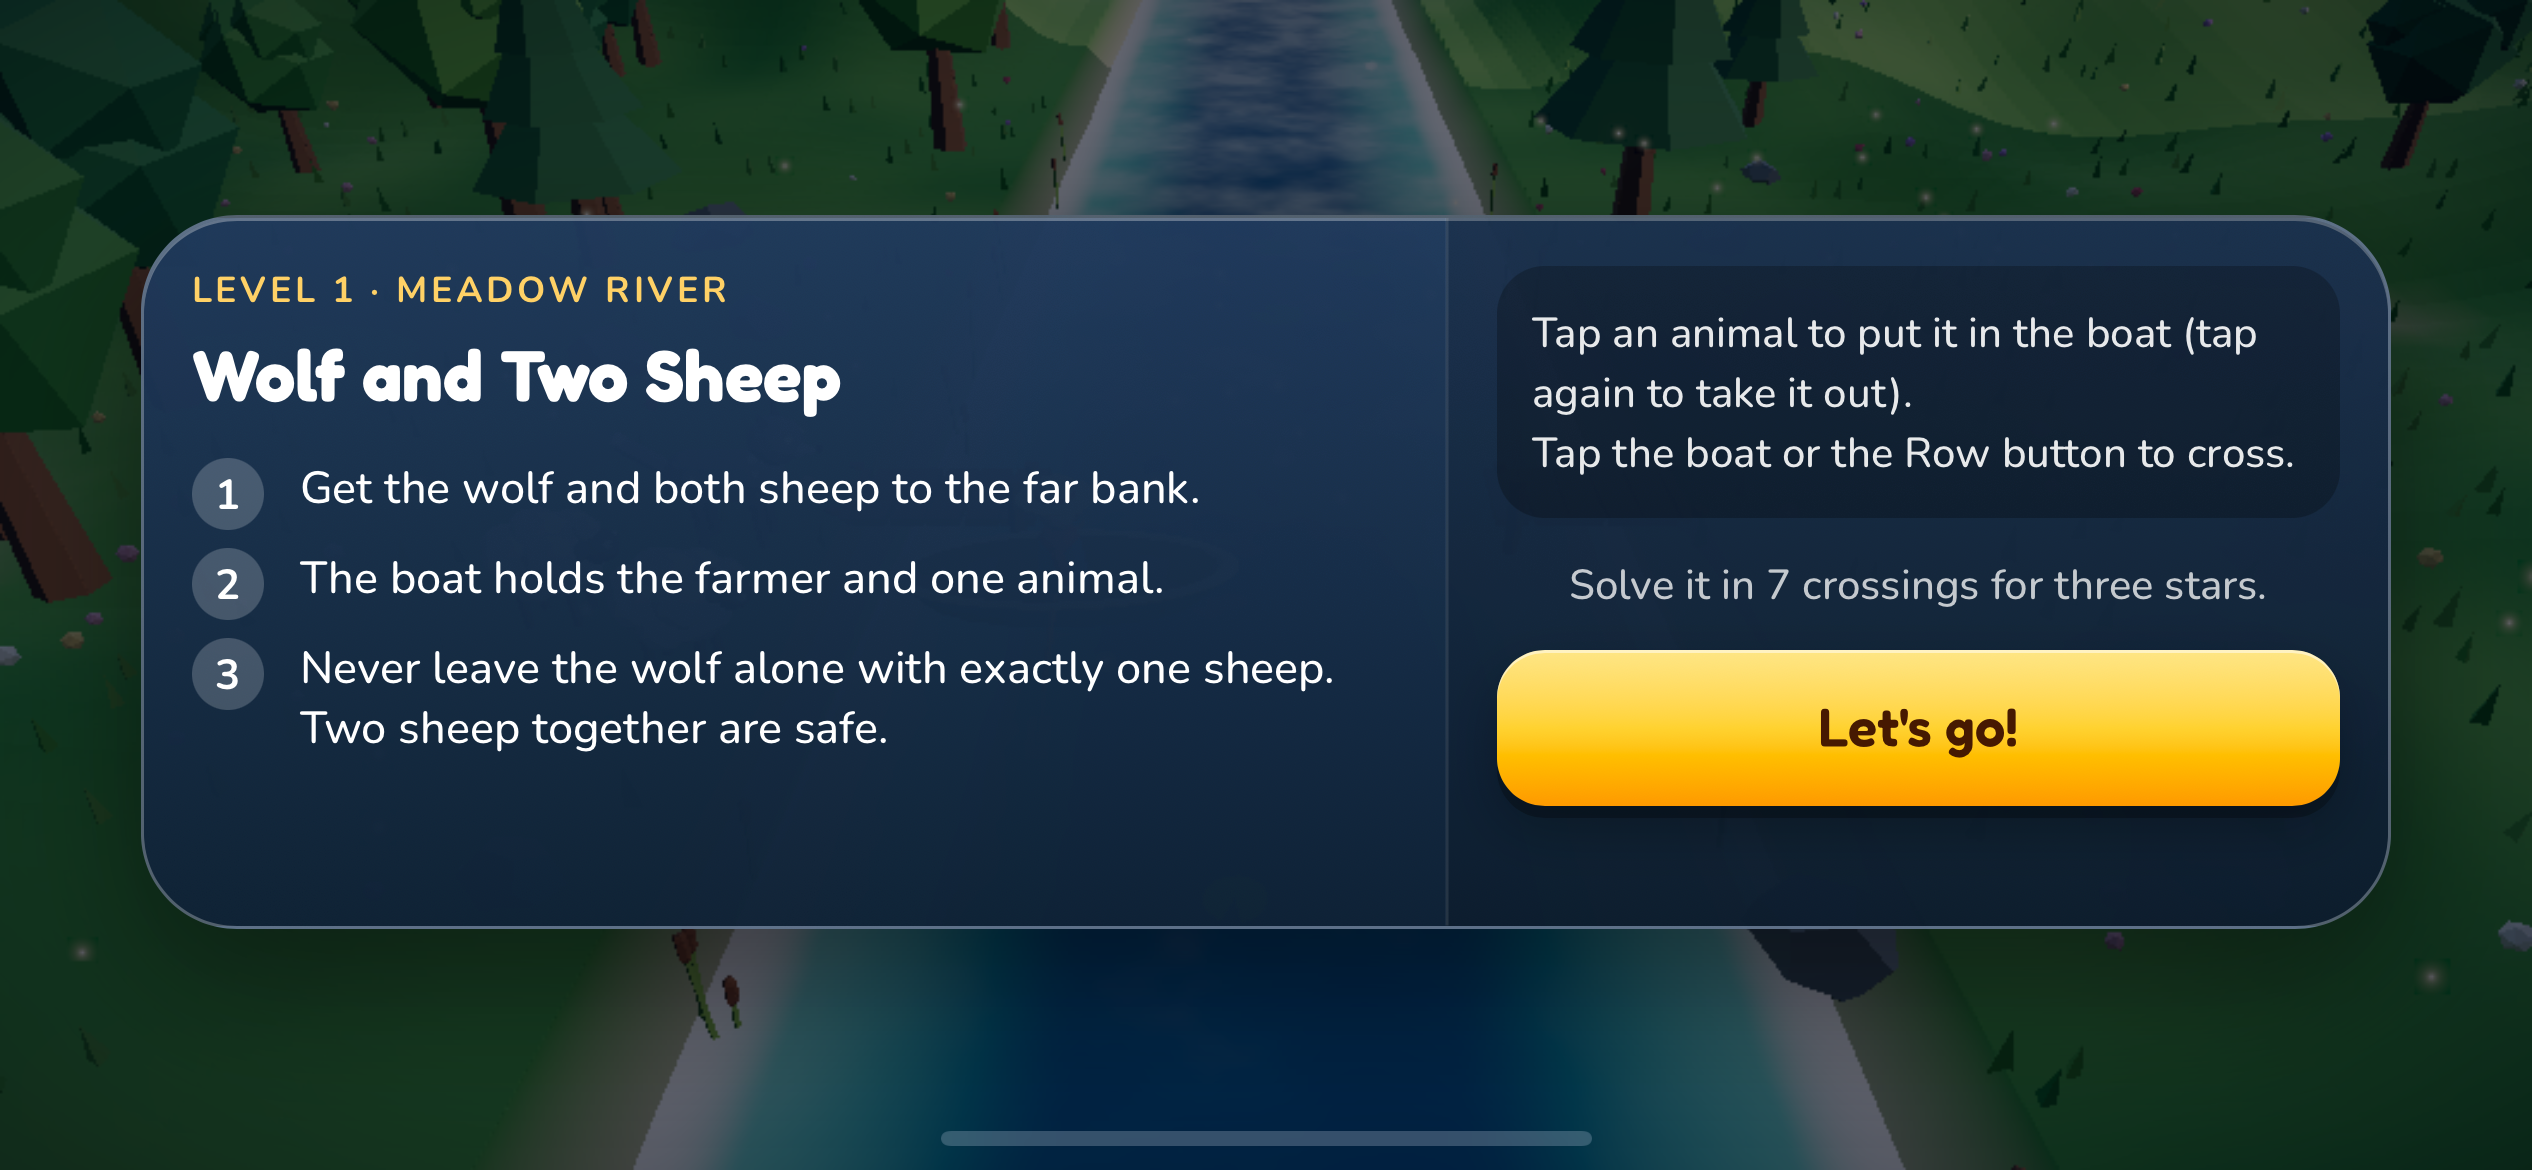 LEVEL 1 · MEADOW RIVER
Wolf and Two Sheep
1 Get the wolf and both sheep to the far bank.
2 The boat holds the farmer and one animal.
3 Never leave the wolf alone with exactly one sheep.
Two sheep together are safe.
Tap an animal to put it in the boat (tap
again to take it out).
Tap the boat or the Row button to cross.
Solve it in 7 crossings for three stars.
Let's go!